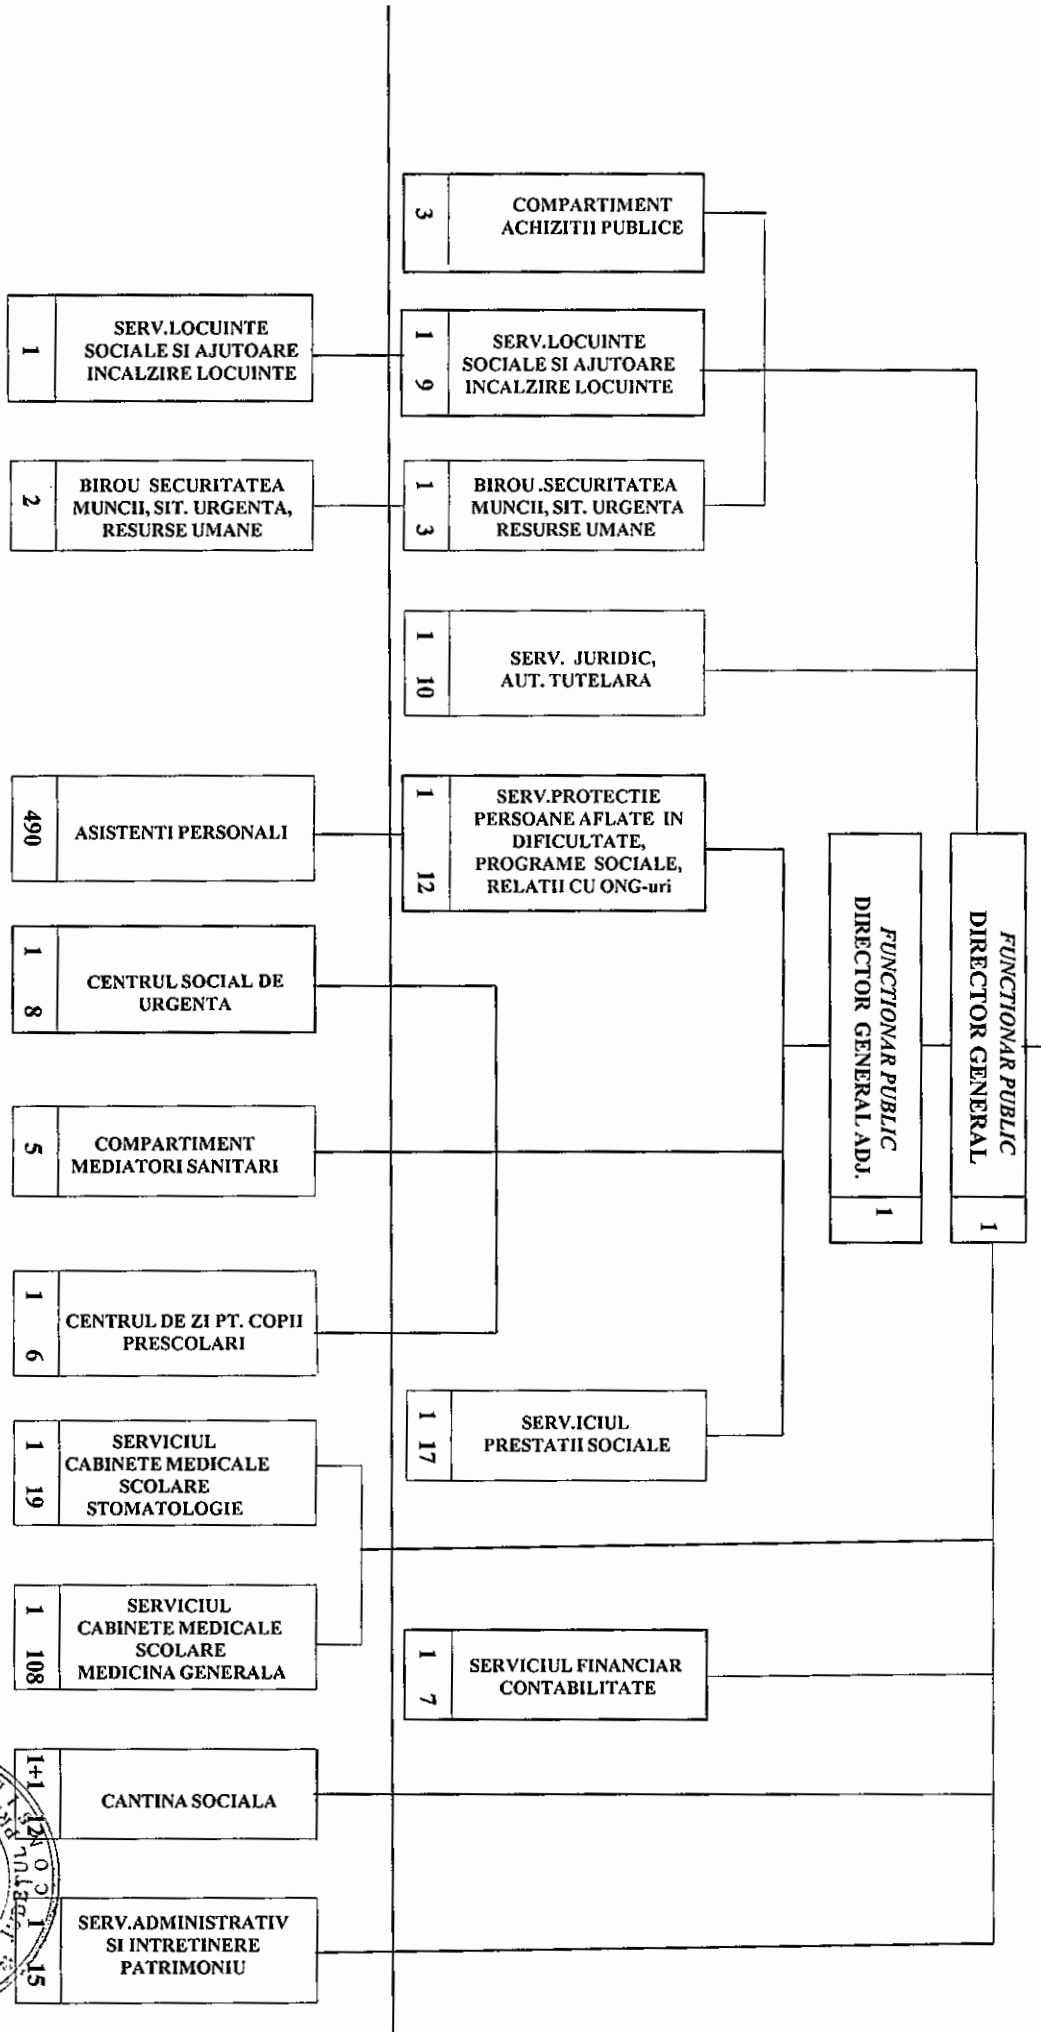 FUNCTIONAR PUBLIC
DIRECTOR GENERAL
1
FUNCTIONAR PUBLIC
DIRECTOR GENERAL ADJ.
1
COMPARTIMENT
ACHIZITII PUBLICE
3
SERV.LOCUINTE
SOCIALE SI AJUTOARE
INCALZIRE LOCUINTE
1 9
BIROU .SECURITATEA
MUNCII, SIT. URGENTA
RESURSE UMANE
1 3
SERV. JURIDIC,
AUT. TUTELARA
1 10
SERV.PROTECTIE
PERSOANE AFLATE IN
DIFICULTATE,
PROGRAME SOCIALE,
RELATII CU ONG-uri
1 12
SERV.ICIUL
PRESTATII SOCIALE
1 17
SERVICIUL FINANCIAR
CONTABILITATE
1 7
SERV.LOCUINTE
SOCIALE SI AJUTOARE
INCALZIRE LOCUINTE
1
BIROU SECURITATEA
MUNCII, SIT. URGENTA,
RESURSE UMANE
2
ASISTENTI PERSONALI
490
CENTRUL SOCIAL DE
URGENTA
1 8
COMPARTIMENT
MEDIATORI SANITARI
5
CENTRUL DE ZI PT. COPII
PRESCOLARI
1 6
SERVICIUL
CABINETE MEDICALE
SCOLARE
STOMATOLOGIE
1 19
SERVICIUL
CABINETE MEDICALE
SCOLARE
MEDICINA GENERALA
1 108
CANTINA SOCIALA
1+1 12
SERV.ADMINISTRATIV
SI INTRETINERE
PATRIMONIU
1 15